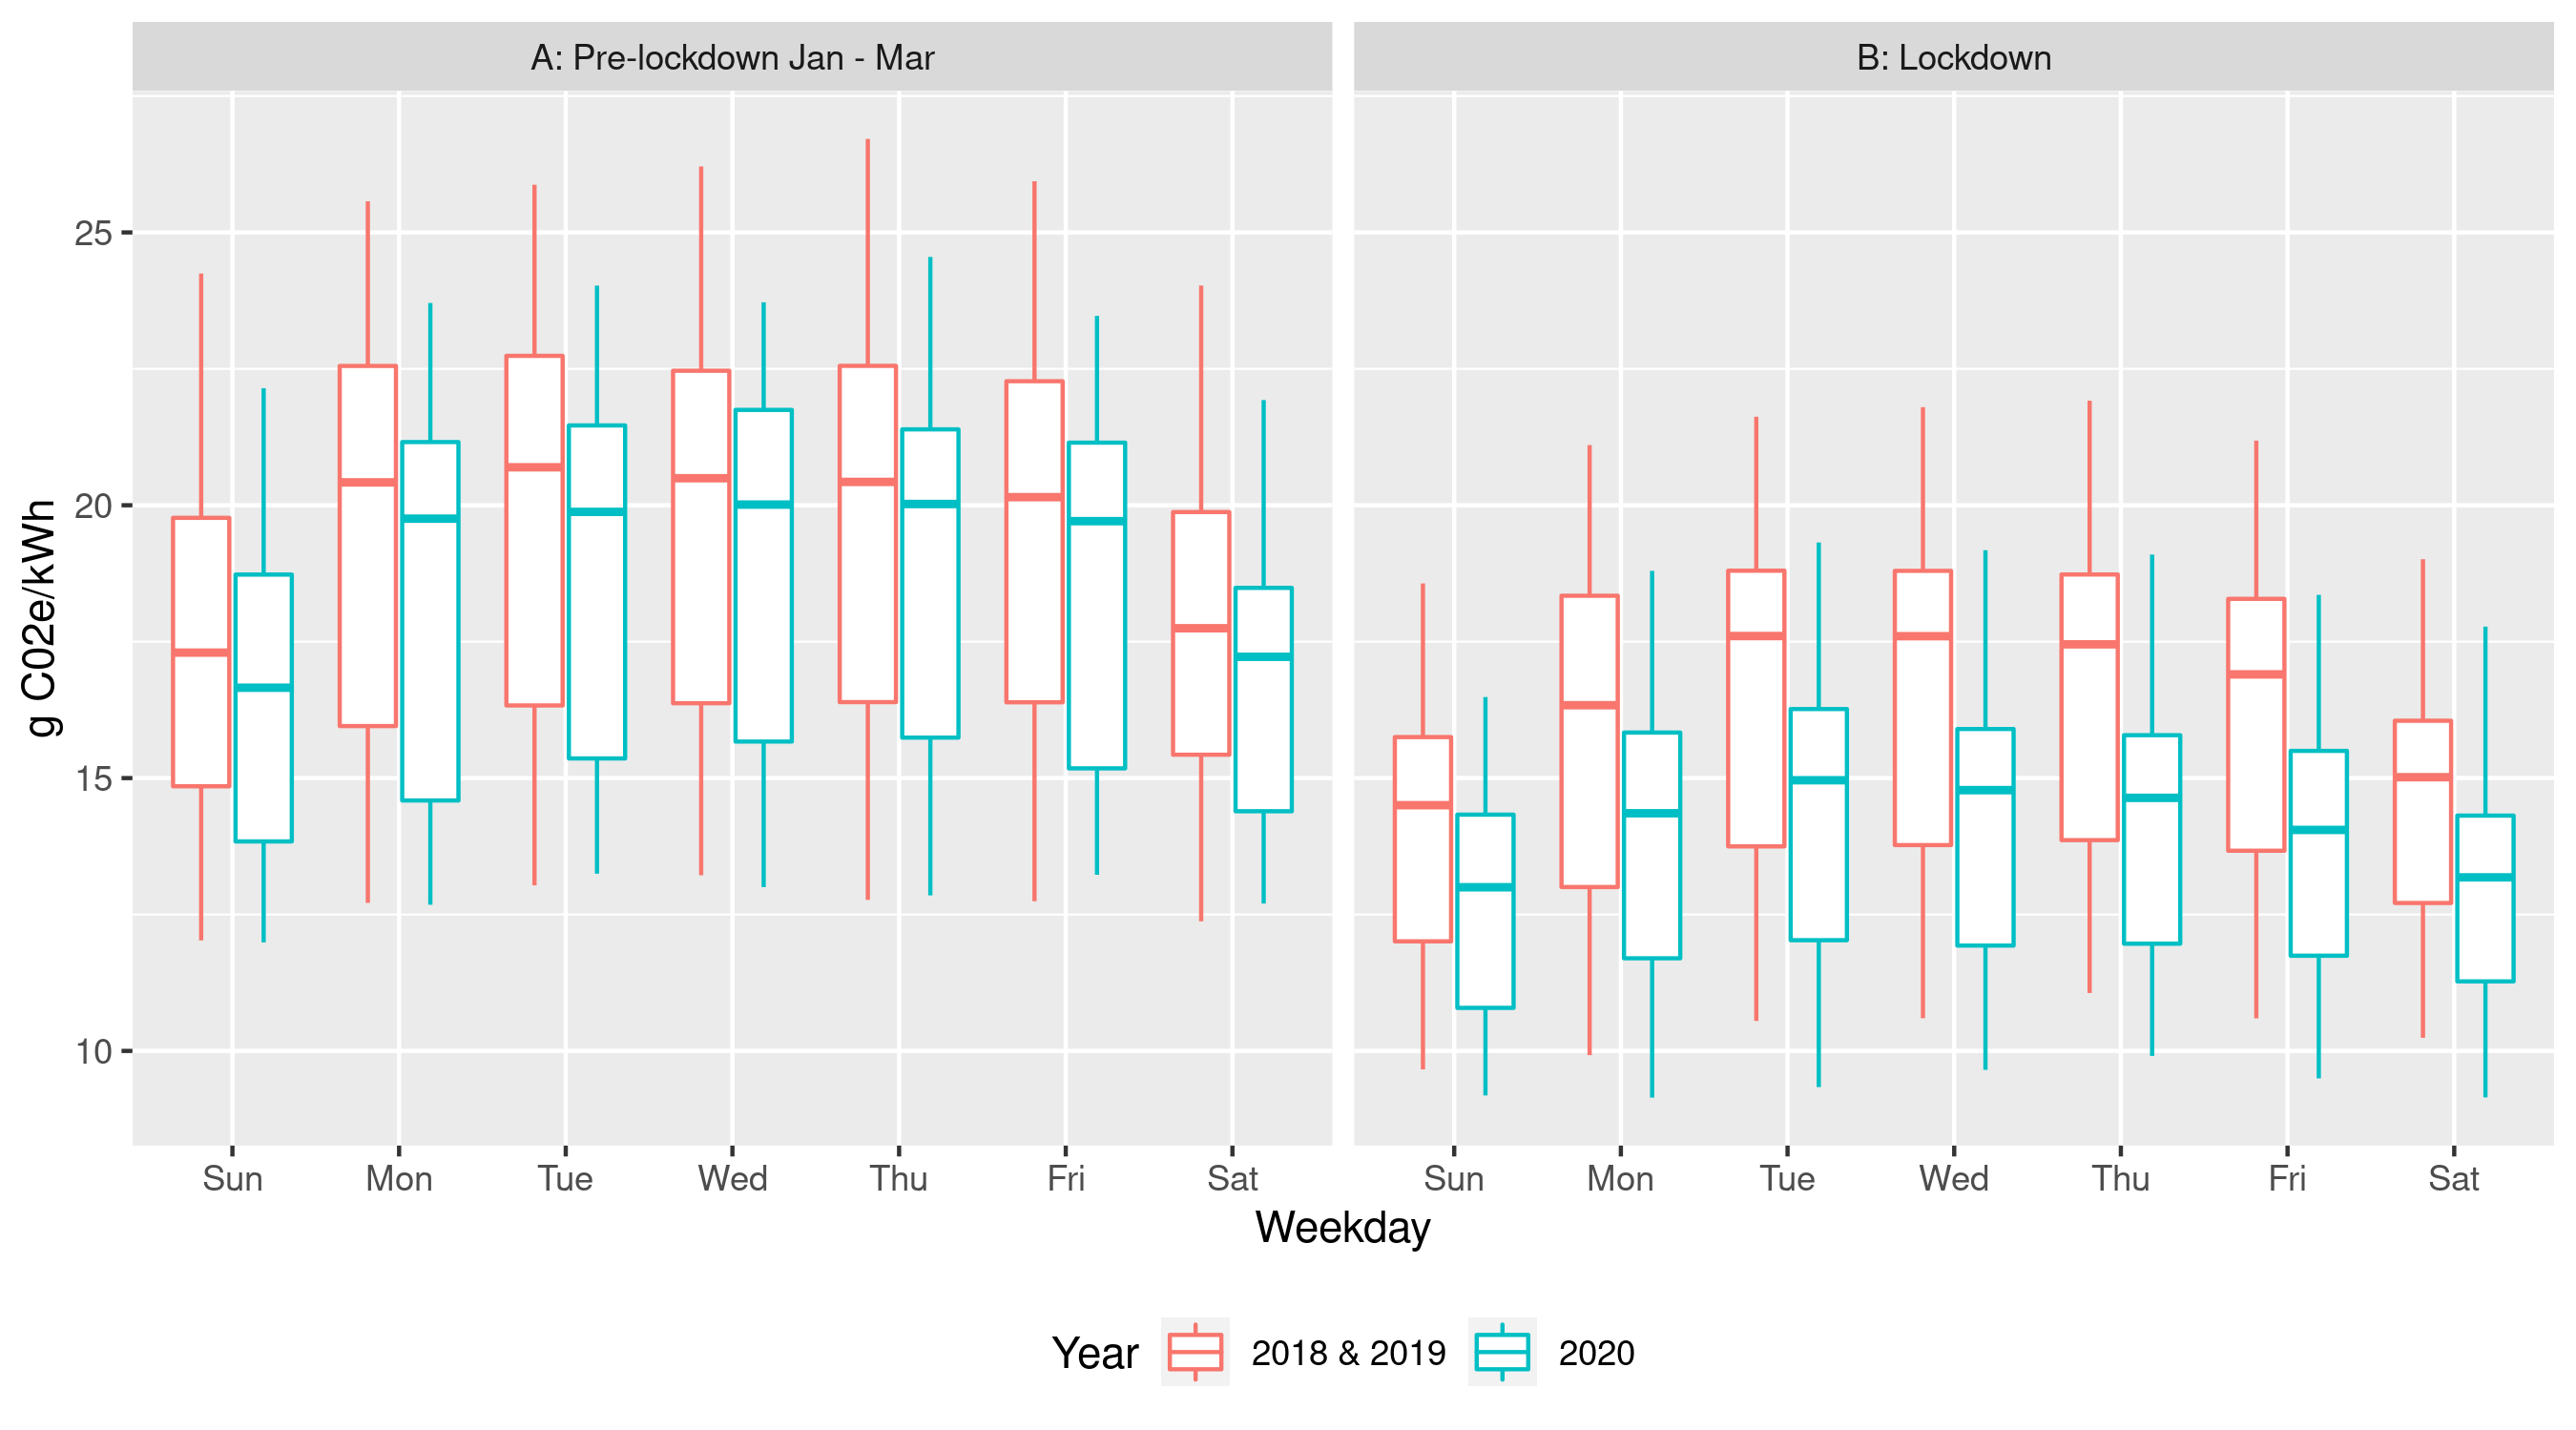 A: Pre-lockdown Jan - Mar
B: Lockdown
g C02e/kWh
25
20
15
10
Sun Mon Tue Wed Thu Fri Sat
Sun Mon Tue Wed Thu Fri Sat
Weekday
Year 2018 & 2019 2020